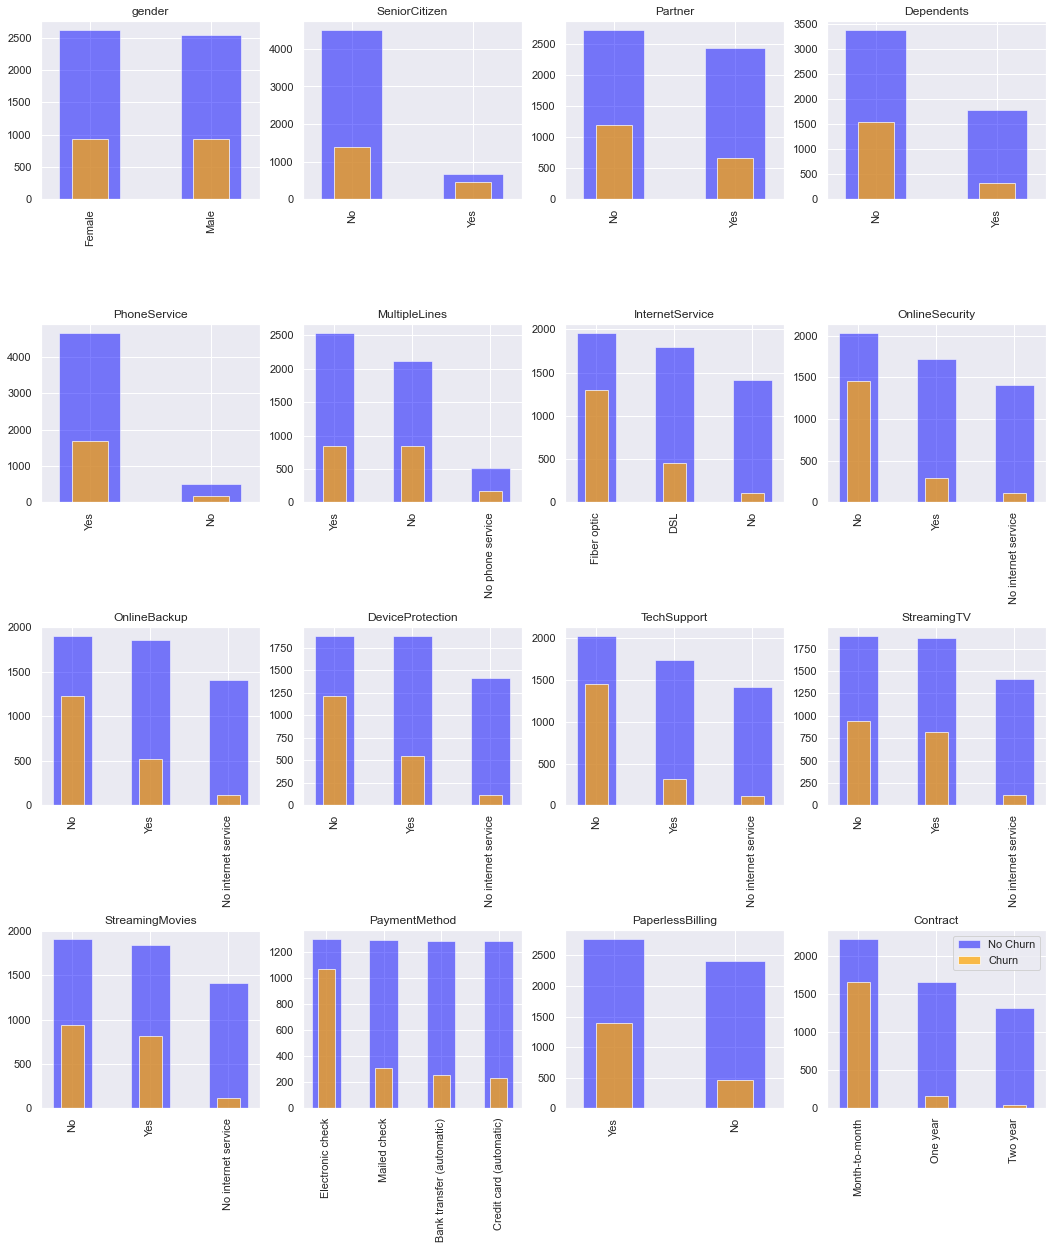 gender
2500
2000
1500
1000
500
0
Female
Male
SeniorCitizen
4000
3000
2000
1000
0
No
Yes
Partner
2500
2000
1500
1000
500
0
No
Yes
Dependents
3500
3000
2500
2000
1500
1000
500
0
No
Yes
PhoneService
4000
3000
2000
1000
0
Yes
No
MultipleLines
2500
2000
1500
1000
500
0
Yes
No
No phone service
InternetService
2000
1500
1000
500
0
Fiber optic
DSL
No
OnlineSecurity
2000
1500
1000
500
0
No
Yes
No internet service
OnlineBackup
2000
1500
1000
500
0
No
Yes
No internet service
DeviceProtection
1750
1500
1250
1000
750
500
250
0
No
Yes
No internet service
TechSupport
2000
1500
1000
500
0
No
Yes
No internet service
StreamingTV
1750
1500
1250
1000
750
500
250
0
No
Yes
No internet service
StreamingMovies
2000
1500
1000
500
0
No
Yes
No internet service
PaymentMethod
1200
1000
800
600
400
200
0
Electronic check
Mailed check
Bank transfer (automatic)
Credit card (automatic)
PaperlessBilling
2500
2000
1500
1000
500
0
Yes
No
Contract
No Churn
Churn
2000
1500
1000
500
0
Month-to-month
One year
Two year